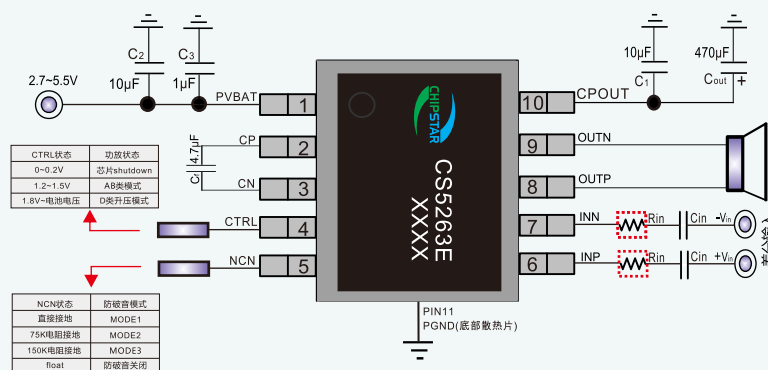 C2
C3
10μF
1μF
2.7~5.5V
PVBAT
1
CP
2
Cf
4.7μF
CN
3
CTRL
4
NCN
5
CHIPSTAR
CS5263E
XXXX
10μF
C1
470μF
Cout
+
CPOUT
10
OUTN
9
OUTP
8
INN
7
Rin
Cin
-Vin
INP
6
Rin
Cin
+Vin
PIN11
PGND(底部散热片)
CTRL状态 功放状态
0~0.2V 芯片shutdown
1.2~1.5V AB类模式
1.8V~电池电压 D类升压模式
NCN状态 防破音模式
直接接地 MODE1
75K电阻接地 MODE2
150K电阻接地 MODE3
float 防破音关闭